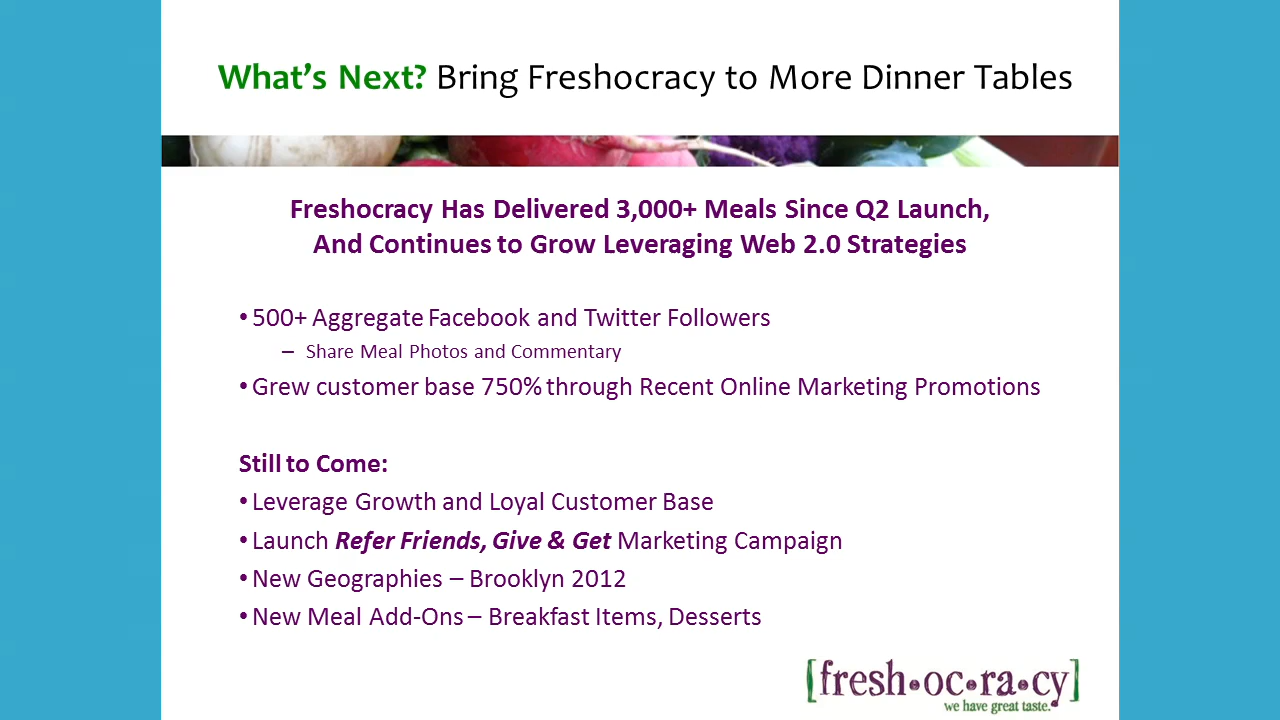 What's Next? Bring Freshocracy to More Dinner Tables
Freshocracy Has Delivered 3,000+ Meals Since Q2 Launch,
And Continues to Grow Leveraging Web 2.0 Strategies
• 500+ Aggregate Facebook and Twitter Followers
– Share Meal Photos and Commentary
• Grew customer base 750% through Recent Online Marketing Promotions
Still to Come:
• Leverage Growth and Loyal Customer Base
• Launch Refer Friends, Give & Get Marketing Campaign
• New Geographies – Brooklyn 2012
• New Meal Add-Ons – Breakfast Items, Desserts
[fresh•oc•ra•cy]
we have great taste.